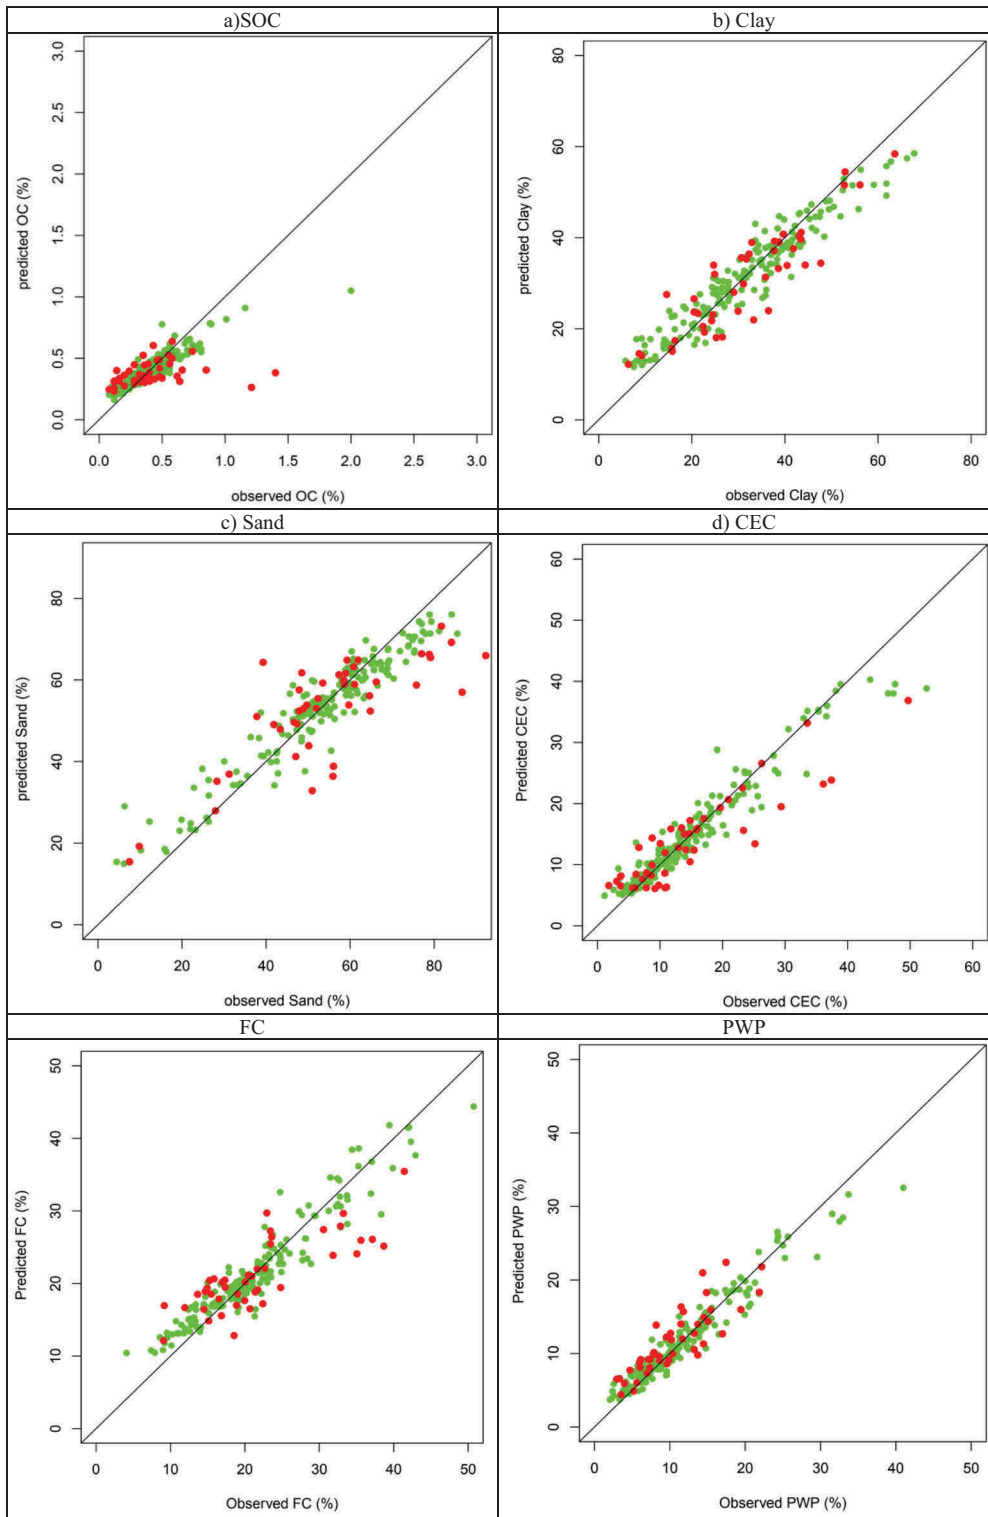 a)SOC
b) Clay
3.0
2.5
2.0
1.5
1.0
0.5
0.0
predicted OC (%)
0.0 0.5 1.0 1.5 2.0 2.5 3.0
observed OC (%)
80
60
40
20
0
predicted Clay (%)
0 20 40 60 80
observed Clay (%)
c) Sand
d) CEC
80
60
40
20
0
predicted Sand (%)
0 20 40 60 80
observed Sand (%)
60
50
40
30
20
10
0
Predicted CEC (%)
0 10 20 30 40 50 60
Observed CEC (%)
FC
PWP
50
40
30
20
10
0
Predicted FC (%)
0 10 20 30 40 50
Observed FC (%)
50
40
30
20
10
0
Predicted PWP (%)
0 10 20 30 40 50
Observed PWP (%)